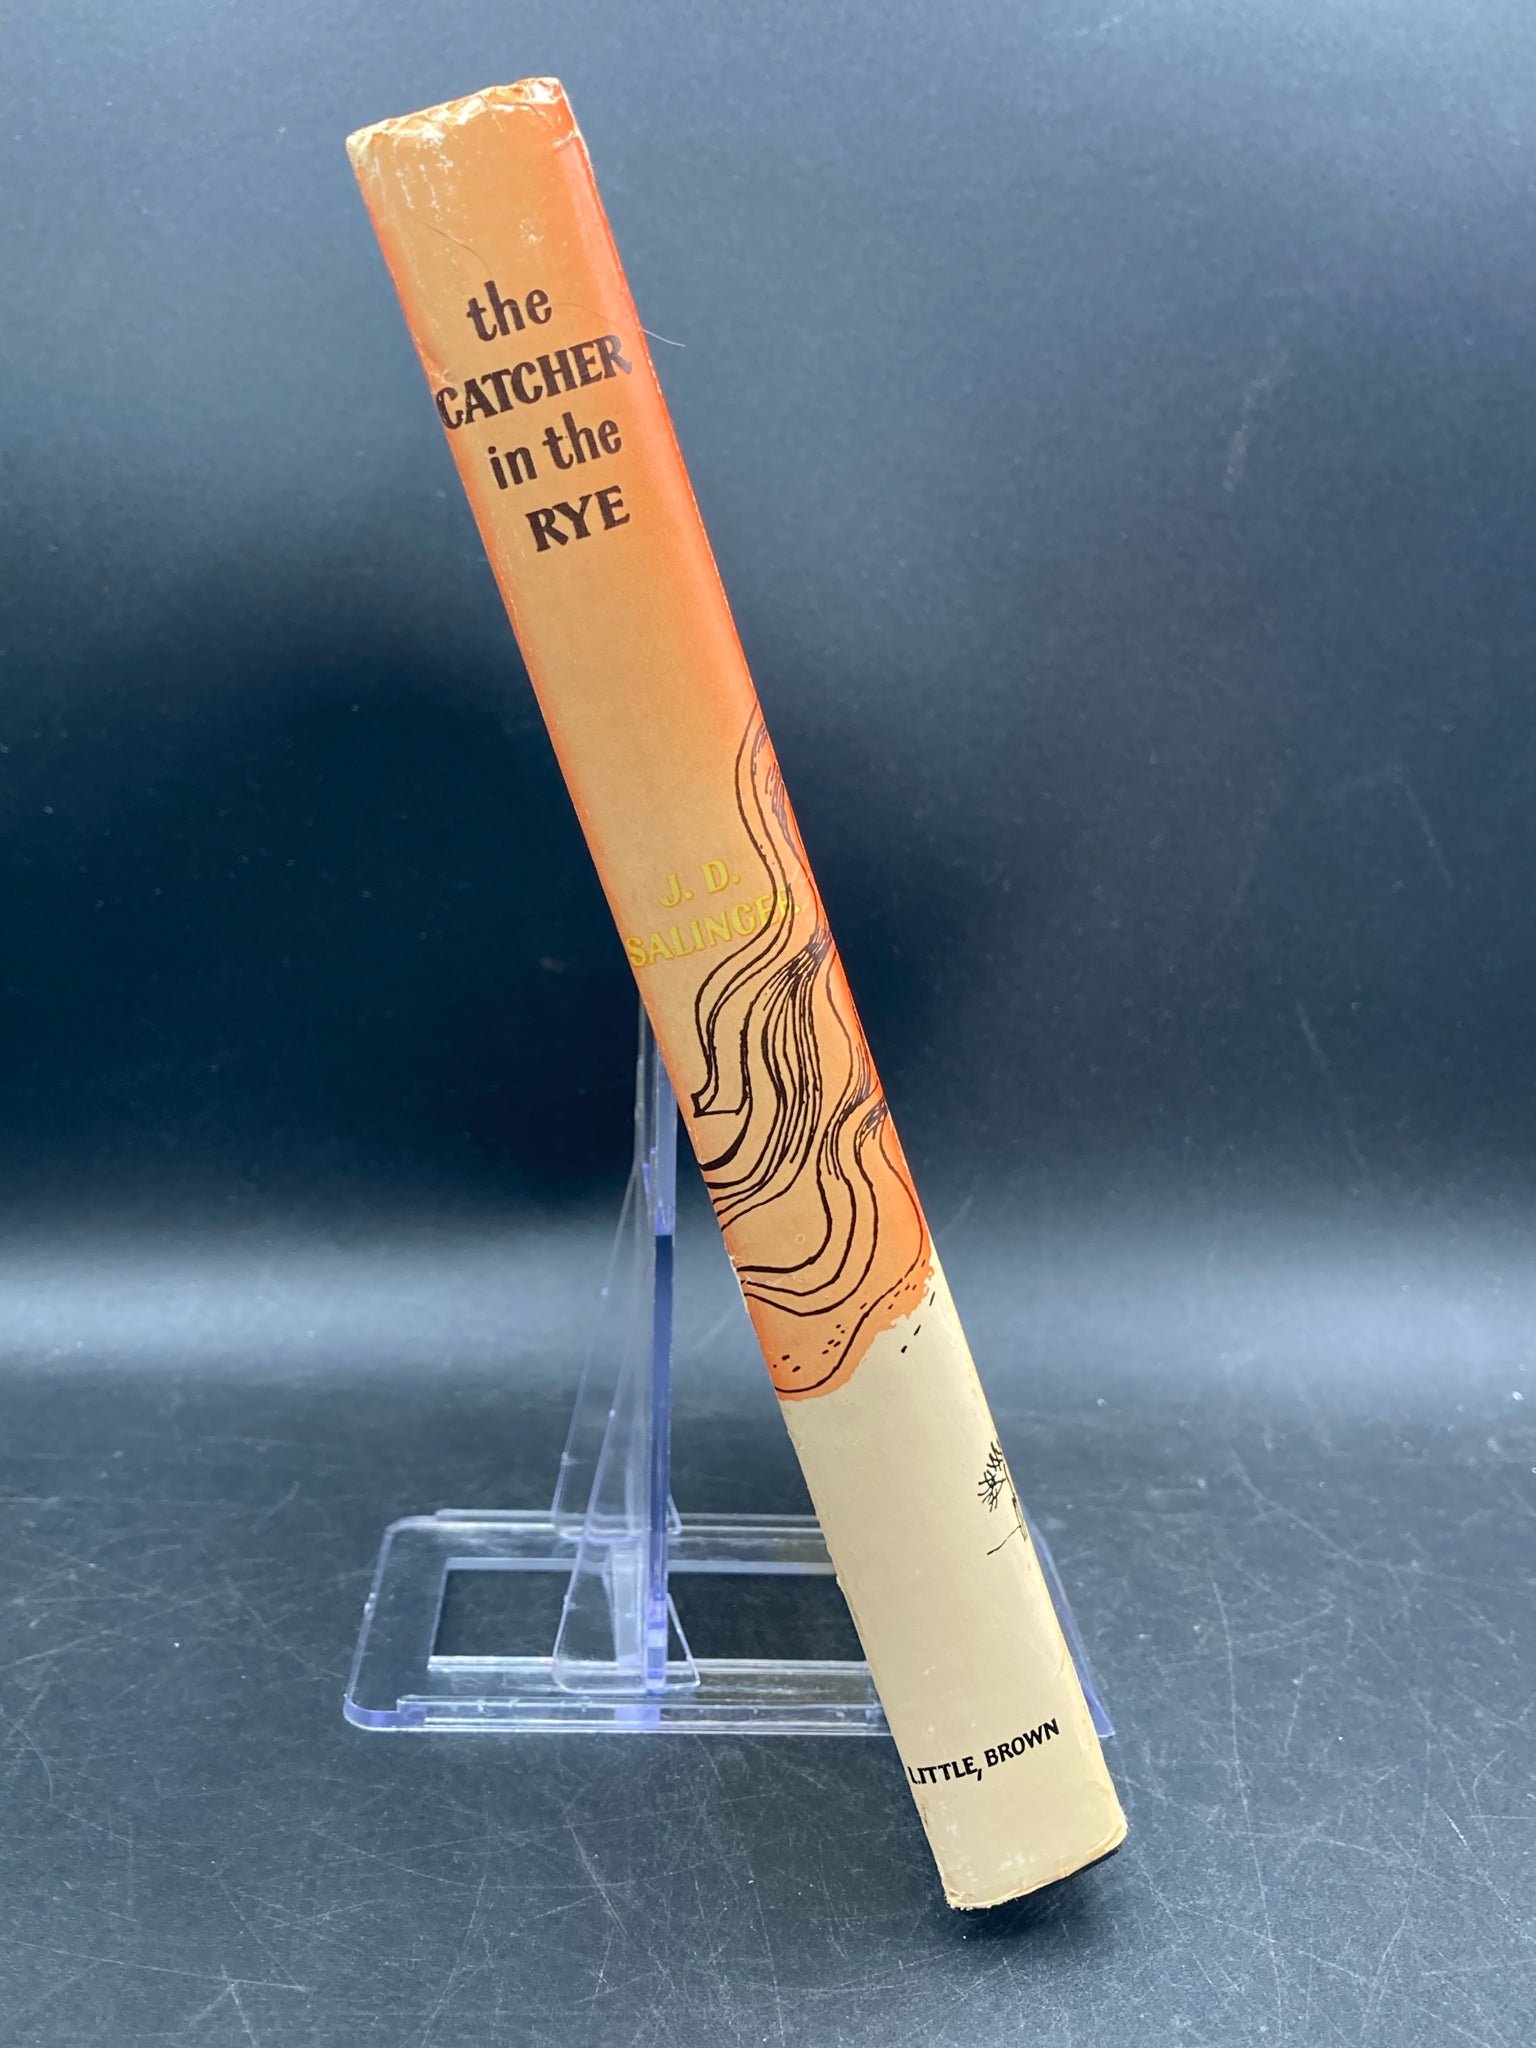 the
CATCHER
in the
RYE
J. D.
SALINGER
LITTLE, BROWN